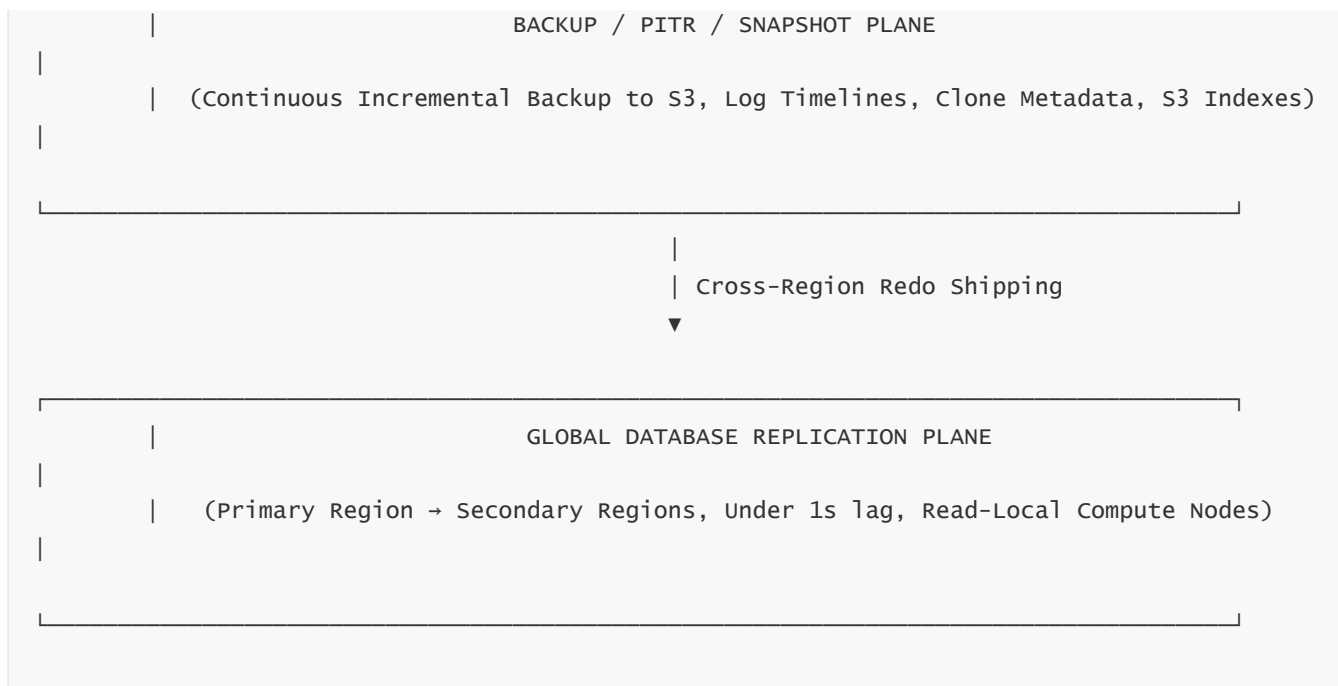 │                          BACKUP / PITR / SNAPSHOT PLANE
│
│  (Continuous Incremental Backup to S3, Log Timelines, Clone Metadata, S3 Indexes)
│
└──────────────────────────────────────────────────────────────────────────────────────┘
│
│ Cross-Region Redo Shipping
▼
┌──────────────────────────────────────────────────────────────────────────────────────┐
│                           GLOBAL DATABASE REPLICATION PLANE
│
│   (Primary Region → Secondary Regions, Under 1s lag, Read-Local Compute Nodes)
│
└──────────────────────────────────────────────────────────────────────────────────────┘